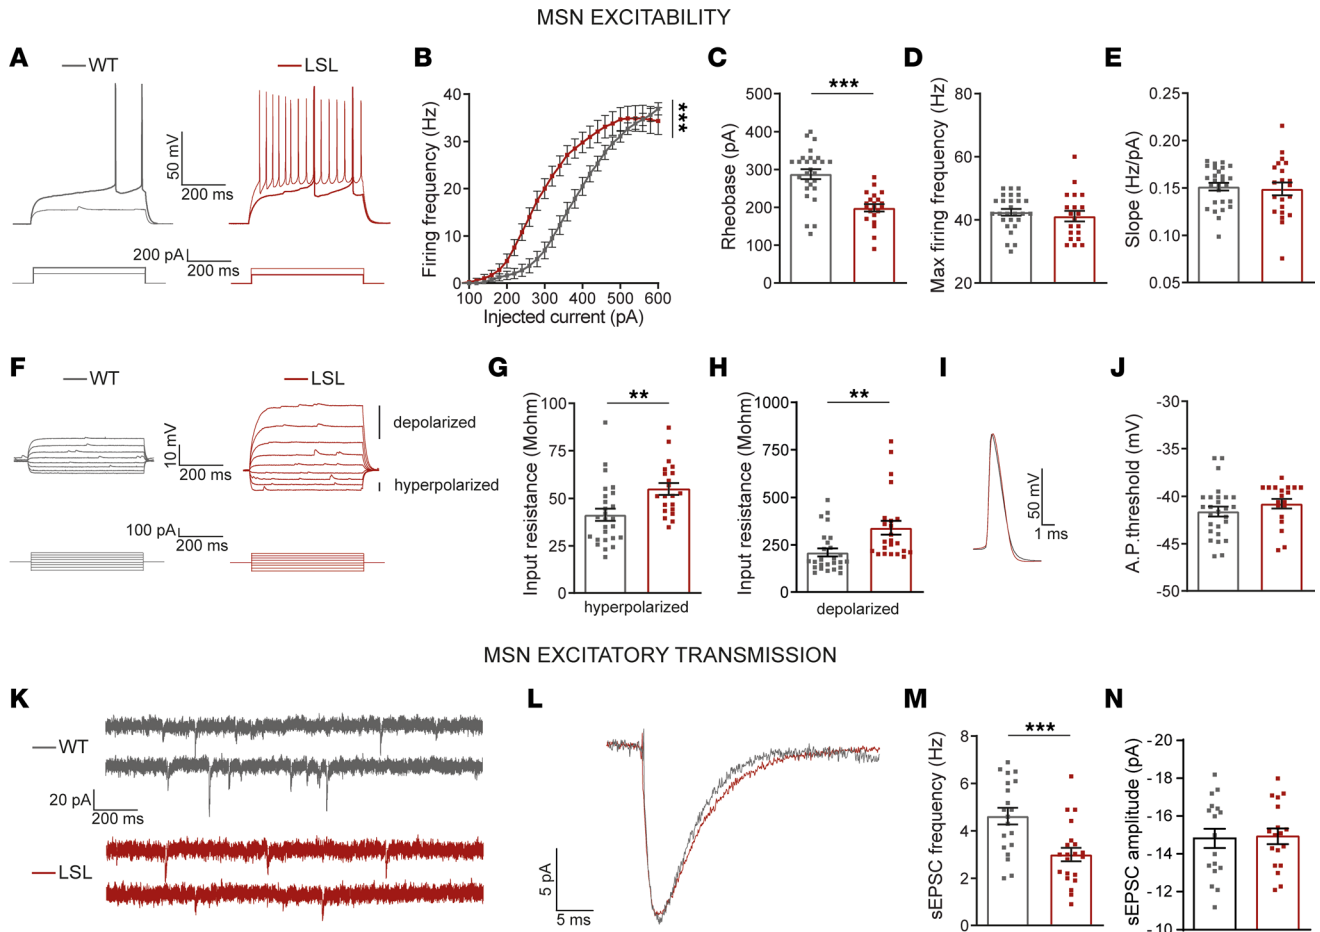 MSN EXCITABILITY
A
WT
LSL
50 mV
200 ms
200 pA
200 ms
B
Firing frequency (Hz)
40
30
20
10
0
100 200 300 400 500 600
Injected current (pA)
***
C
Rheobase (pA)
500
400
300
200
100
0
***
D
Max firing frequency (Hz)
80
60
40
20
E
Slope (Hz/pA)
0.25
0.20
0.15
0.10
0.05
F
WT
LSL
10 mV
200 ms
depolarized
hyperpolarized
100 pA
200 ms
G
Input resistance (Mohm)
100
75
50
25
0
**
hyperpolarized
H
Input resistance (Mohm)
1000
750
500
250
0
**
depolarized
I
50 mV
1 ms
J
A.P.threshold (mV)
-30
-35
-40
-45
-50
MSN EXCITATORY TRANSMISSION
K
WT
20 pA
200 ms
LSL
L
5 pA
5 ms
M
sEPSC frequency (Hz)
8
6
4
2
0
***
N
sEPSC amplitude (pA)
- 20
-18
-16
-14
-12
-10